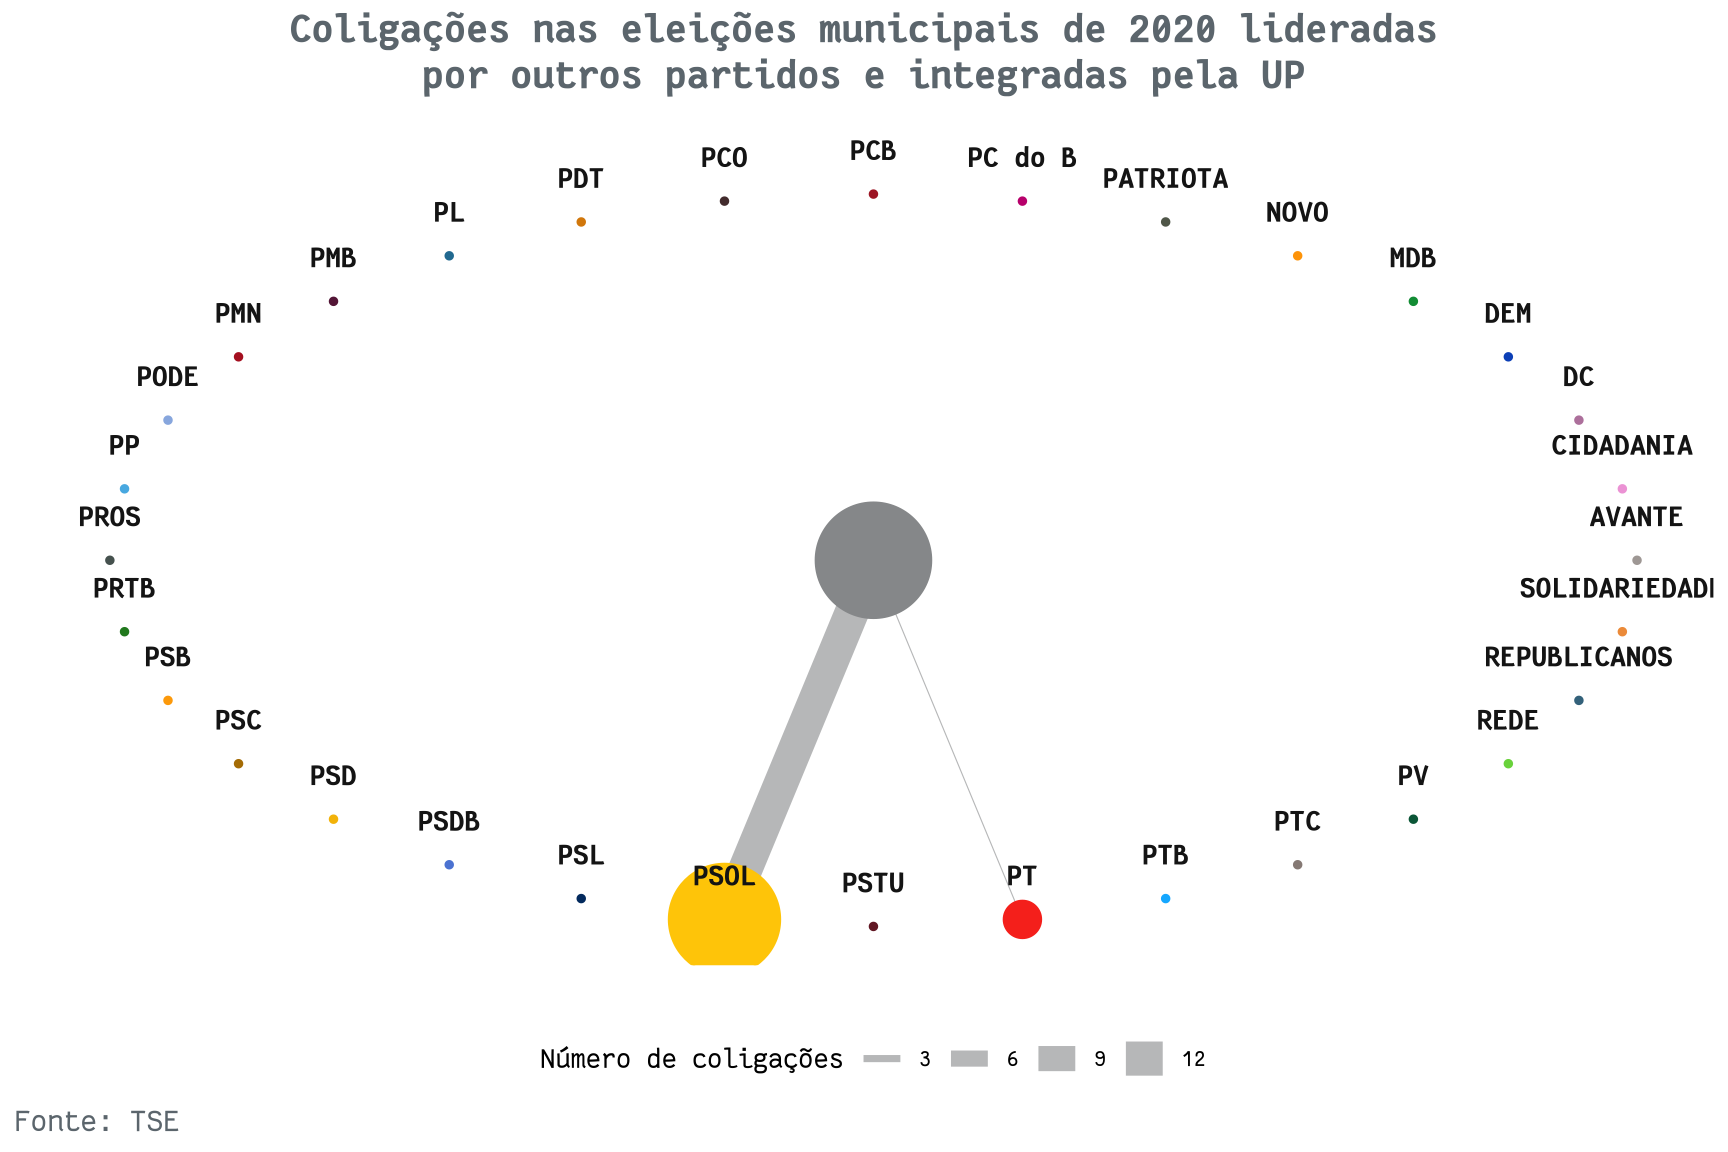 Coligações nas eleições municipais de 2020 lideradas
por outros partidos e integradas pela UP
PCB
PCO
PC do B
PDT
PATRIOTA
PL
NOVO
PMB
MDB
PMN
DEM
PODE
DC
PP
CIDADANIA
PROS
AVANTE
PRTB
SOLIDARIEDAD
PSB
REPUBLICANOS
PSC
REDE
PSD
PV
PSDB
PTC
PSL
PTB
PSOL
PT
PSTU
Número de coligações 3 6 9 12
Fonte: TSE